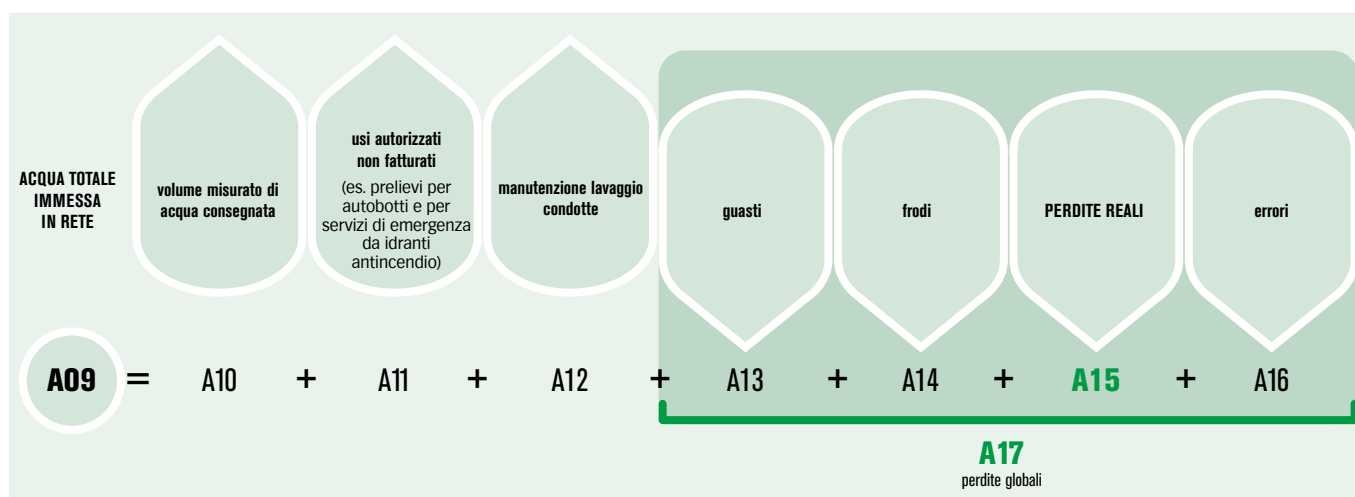 ACQUA TOTALE
IMMESSA
IN RETE
volume misurato di
acqua consegnata
usi autorizzati
non fatturati
(es. prelievi per
autobotti e per
servizi di emergenza
da idranti
antincendio)
manutenzione lavaggio
condotte
guasti
frodi
PERDITE REALI
errori
A09 = A10 + A11 + A12 + A13 + A14 + A15 + A16
A17
perdite globali